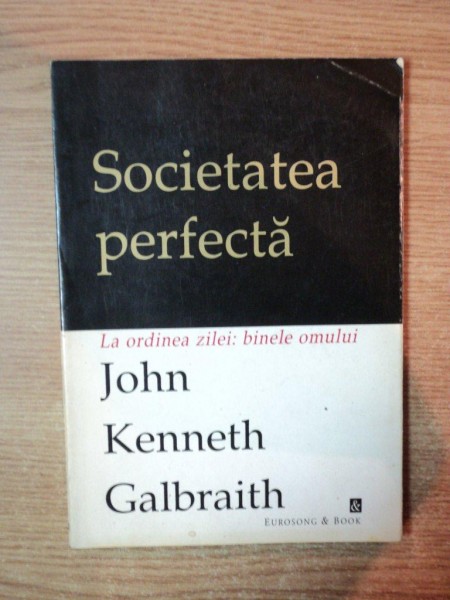 Societatea
perfectă
La ordinea zilei: binele omului
John
Kenneth
Galbraith
&
EUROSONG & BOOK